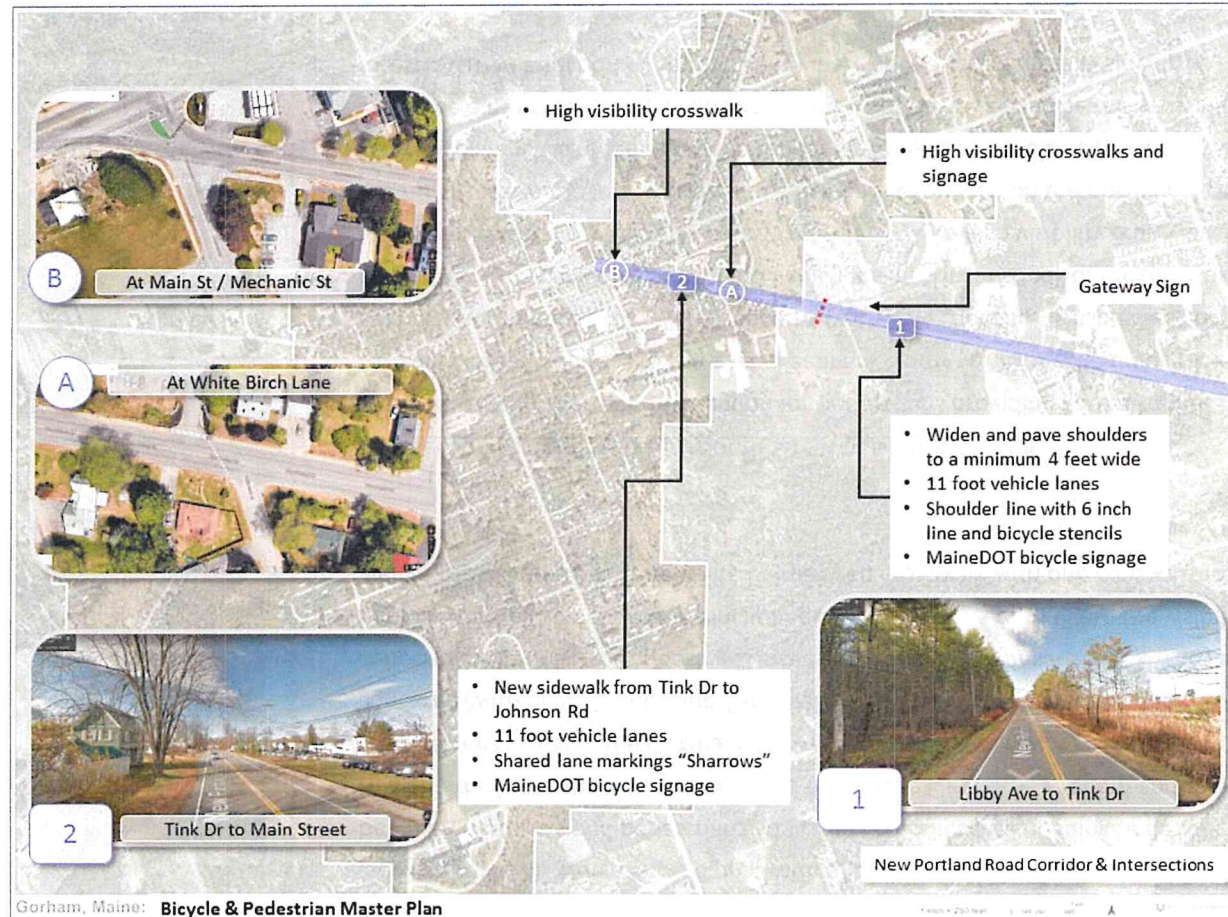 • High visibility crosswalk
• High visibility crosswalks and
signage
B
At Main St / Mechanic St
B
2
A
1
Gateway Sign
A
At White Birch Lane
• Widen and pave shoulders
to a minimum 4 feet wide
• 11 foot vehicle lanes
• Shoulder line with 6 inch
line and bicycle stencils
• MaineDOT bicycle signage
• New sidewalk from Tink Dr to
Johnson Rd
• 11 foot vehicle lanes
• Shared lane markings "Sharrows"
• MaineDOT bicycle signage
2
Tink Dr to Main Street
1
Libby Ave to Tink Dr
New Portland Road Corridor & Intersections
Gorham, Maine: Bicycle & Pedestrian Master Plan